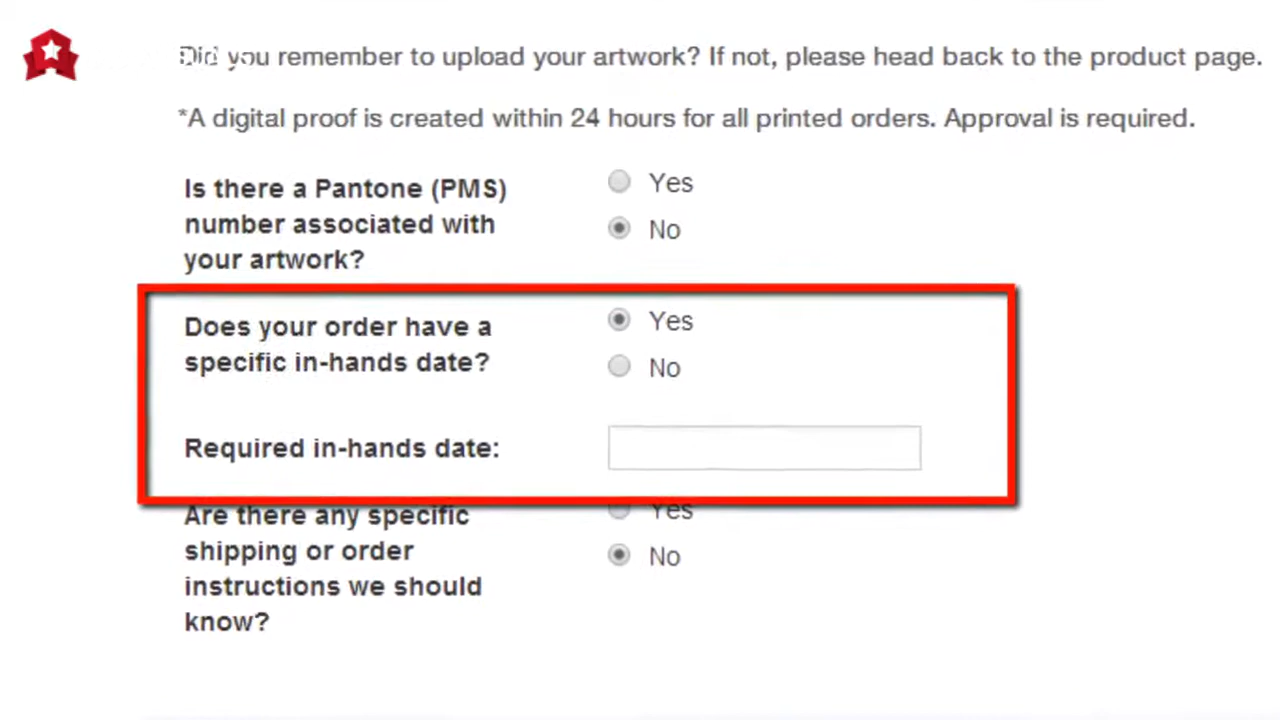 Did you remember to upload your artwork? If not, please head back to the product page.
*A digital proof is created within 24 hours for all printed orders. Approval is required.
Is there a Pantone (PMS)
number associated with
your artwork?
Yes
No
Does your order have a
specific in-hands date?
Yes
No
Required in-hands date:
Are there any specific
shipping or order
instructions we should
know?
Yes
No